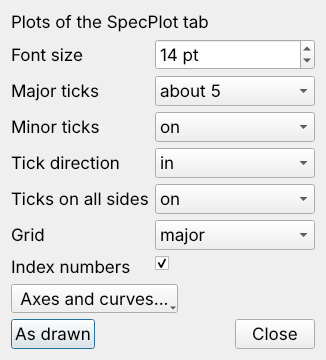 Plots of the SpecPlot tab
Font size 14 pt
Major ticks about 5
Minor ticks on
Tick direction in
Ticks on all sides on
Grid major
Index numbers
Axes and curves...
As drawn Close